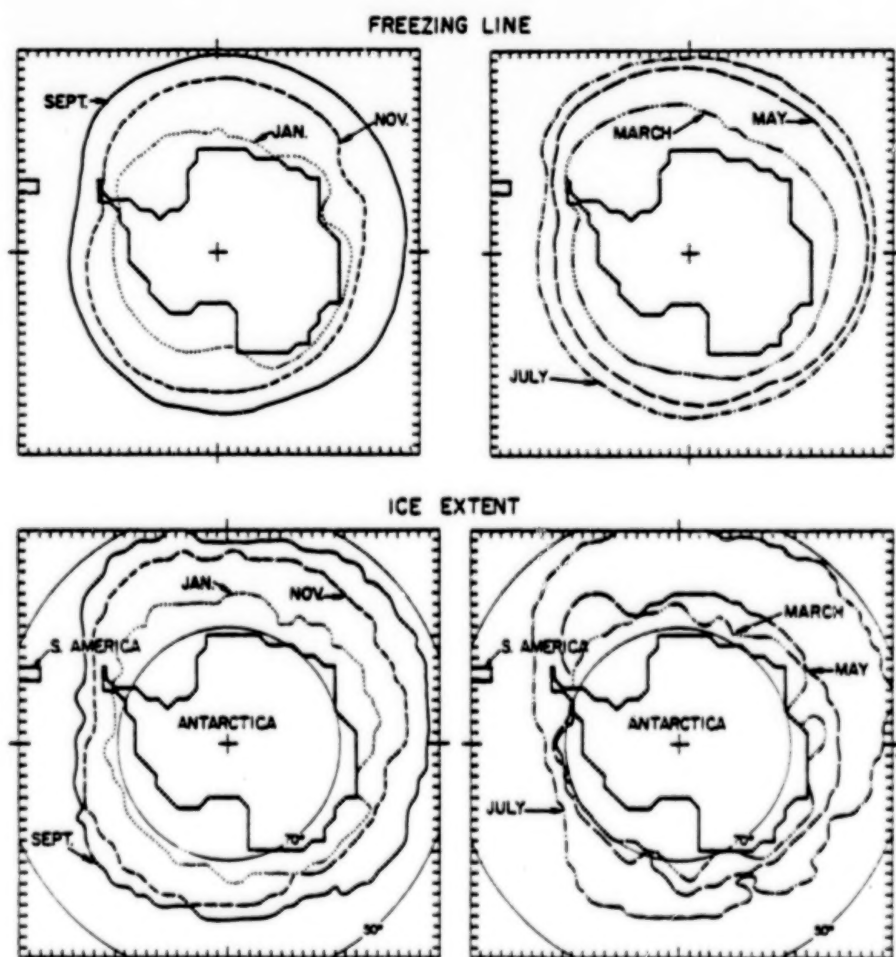 FREEZING LINE
SEPT.
JAN.
NOV.
MARCH
MAY
JULY
ICE EXTENT
JAN.
NOV.
S. AMERICA
ANTARCTICA
SEPT.
70°
50°
MARCH
S. AMERICA
MAY
ANTARCTICA
JULY
70°
50°